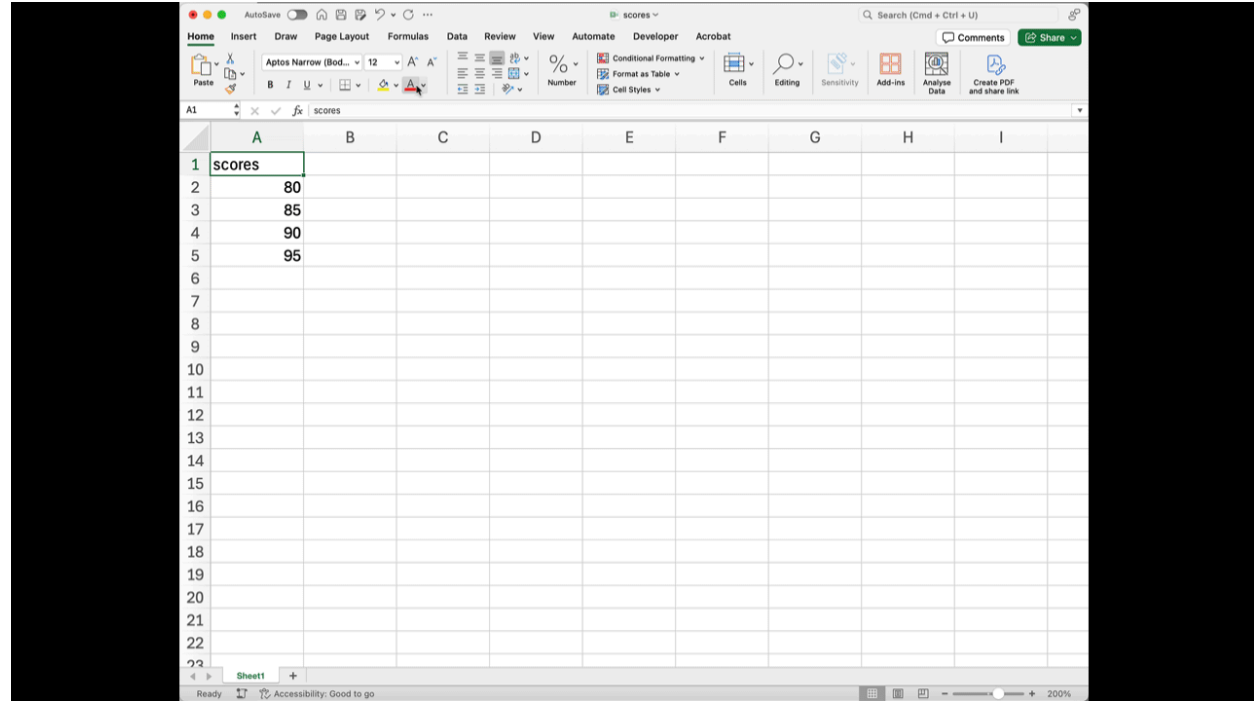 AutoSave ... scores
Search (Cmd + Ctrl + U)
Home Insert Draw Page Layout Formulas Data Review View Automate Developer Acrobat
Comments Share
Paste
Aptos Narrow (Bod... 12
B I U
Number
Conditional Formatting
Format as Table
Cell Styles
Cells
Editing
Sensitivity
Add-ins
Analyse
Data
Create PDF
and share link
A1 fx scores
A B C D E F G H I
1 scores
2 80
3 85
4 90
5 95
6
7
8
9
10
11
12
13
14
15
16
17
18
19
20
21
22
23
Sheet1 +
Ready Accessibility: Good to go
- + 200%